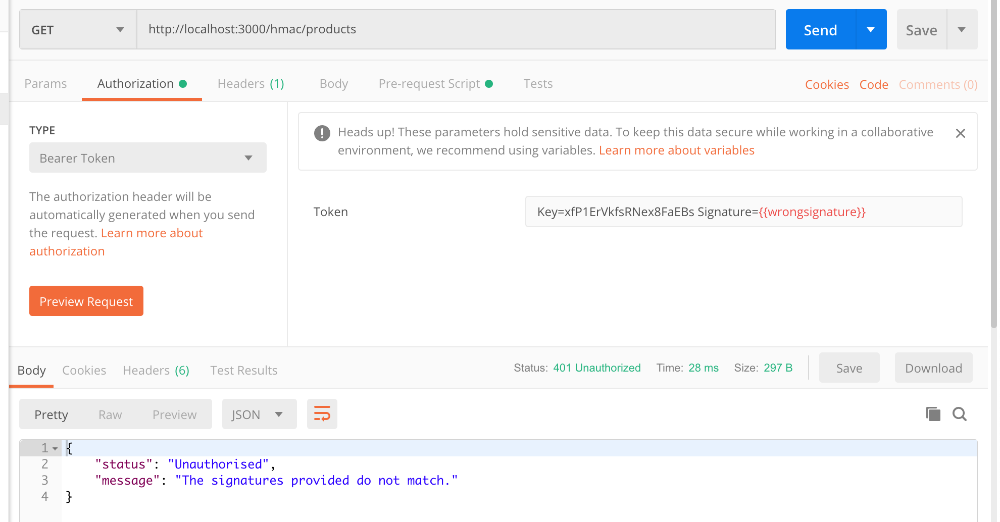 GET
http://localhost:3000/hmac/products
Send
Save
Params
Authorization
Headers (1)
Body
Pre-request Script
Tests
Cookies
Code
Comments (0)
TYPE
Bearer Token
The authorization header will be
automatically generated when you send
the request. Learn more about
authorization
Preview Request
Heads up! These parameters hold sensitive data. To keep this data secure while working in a collaborative
environment, we recommend using variables. Learn more about variables
Token
Key=xfP1ErVkfsRNex8FaEBs Signature={{wrongsignature}}
Body
Cookies
Headers (6)
Test Results
Status: 401 Unauthorized
Time: 28 ms
Size: 297 B
Save
Download
Pretty
Raw
Preview
JSON
1 {
2 "status": "Unauthorised",
3 "message": "The signatures provided do not match."
4 }